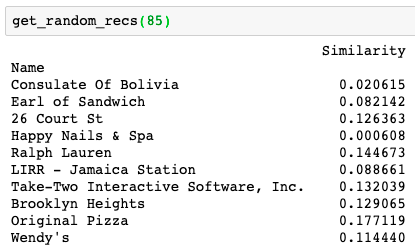 get_random_recs(85)
Similarity
Name
Consulate Of Bolivia 0.020615
Earl of Sandwich 0.082142
26 Court St 0.126363
Happy Nails & Spa 0.000608
Ralph Lauren 0.144673
LIRR - Jamaica Station 0.088661
Take-Two Interactive Software, Inc. 0.132039
Brooklyn Heights 0.129065
Original Pizza 0.177119
Wendy's 0.114440